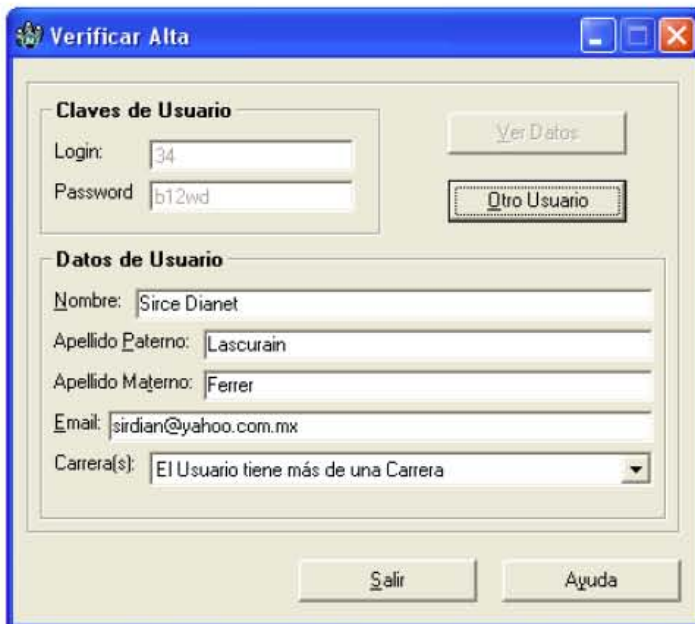 Verificar Alta
Claves de Usuario
Login: 34
Ver Datos
Password b12wd
Otro Usuario
Datos de Usuario
Nombre: Sirce Dianet
Apellido Paterno: Lascurain
Apellido Materno: Ferrer
Email: sirdian@yahoo.com.mx
Carrera(s): El Usuario tiene más de una Carrera
Salir
Ayuda